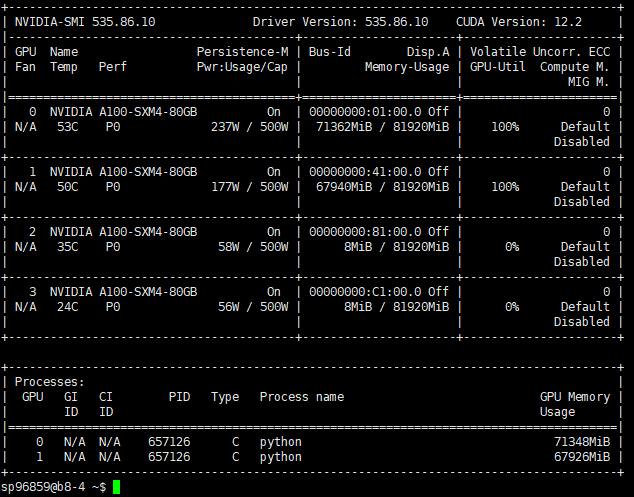 +-----------------------------------------------------------------------------+
| NVIDIA-SMI 535.86.10              Driver Version: 535.86.10   CUDA Version: 12.2     |
|-----------------------------------------+----------------------+----------------------+
| GPU  Name                 Persistence-M | Bus-Id        Disp.A | Volatile Uncorr. ECC |
| Fan  Temp   Perf          Pwr:Usage/Cap |         Memory-Usage | GPU-Util  Compute M. |
|                                         |                      |               MIG M. |
|=========================================+======================+======================|
|   0  NVIDIA A100-SXM4-80GB          On  | 00000000:01:00.0 Off |                    0 |
| N/A   53C    P0             237W / 500W | 71362MiB / 81920MiB |    100%      Default |
|                                         |                      |             Disabled |
+-----------------------------------------+----------------------+----------------------+
|   1  NVIDIA A100-SXM4-80GB          On  | 00000000:41:00.0 Off |                    0 |
| N/A   50C    P0             177W / 500W | 67940MiB / 81920MiB |    100%      Default |
|                                         |                      |             Disabled |
+-----------------------------------------+----------------------+----------------------+
|   2  NVIDIA A100-SXM4-80GB          On  | 00000000:81:00.0 Off |                    0 |
| N/A   35C    P0              58W / 500W |     8MiB / 81920MiB |      0%      Default |
|                                         |                      |             Disabled |
+-----------------------------------------+----------------------+----------------------+
|   3  NVIDIA A100-SXM4-80GB          On  | 00000000:C1:00.0 Off |                    0 |
| N/A   24C    P0              56W / 500W |     8MiB / 81920MiB |      0%      Default |
|                                         |                      |             Disabled |
+-----------------------------------------+----------------------+----------------------+
+---------------------------------------------------------------------------------------+
| Processes:                                                                            |
|  GPU   GI   CI        PID   Type   Process name                            GPU Memory |
|        ID   ID                                                             Usage      |
|=======================================================================================|
|    0   N/A  N/A    657126      C   python                                    71348MiB |
|    1   N/A  N/A    657126      C   python                                    67926MiB |
+---------------------------------------------------------------------------------------+
sp96859@b8-4 ~$